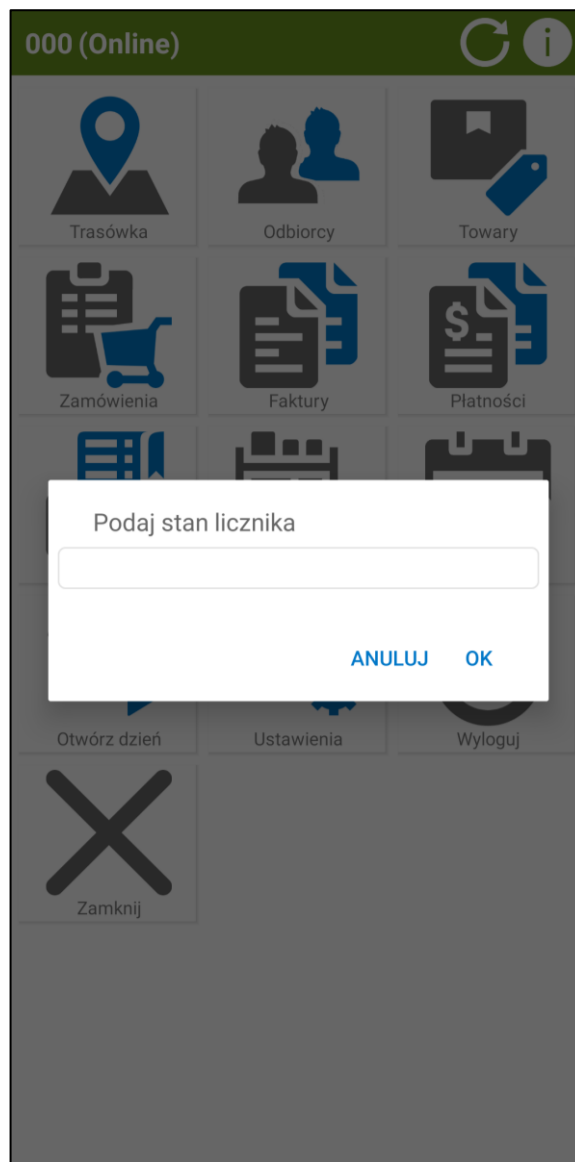 000 (Online)
Trasówka
Odbiorcy
Towary
Zamówienia
Faktury
Płatności
Podaj stan licznika
ANULUJ OK
Otwórz dzień
Ustawienia
Wyloguj
Zamknij